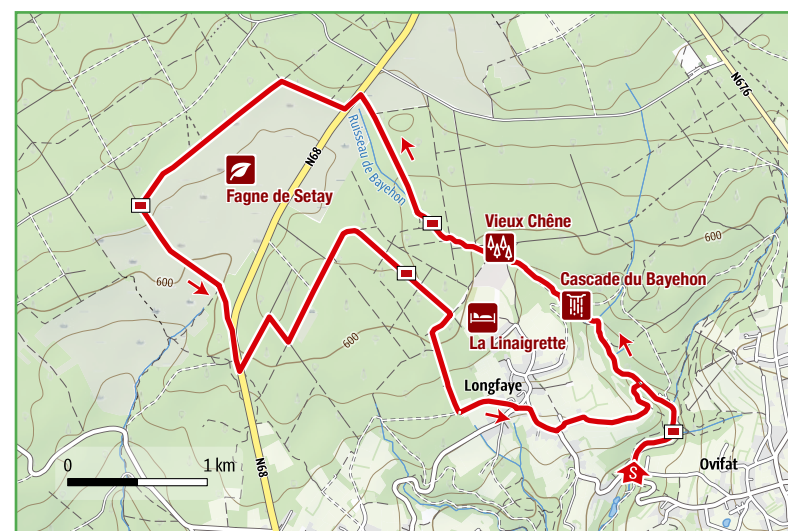 N676
Ruisseau de Bayehon
N68
Fagne de Setay
Vieux Chêne
600
Cascade du Bayehon
600
600
La Linaigrette
Longfaye
0
1 km
N68
S
Ovifat